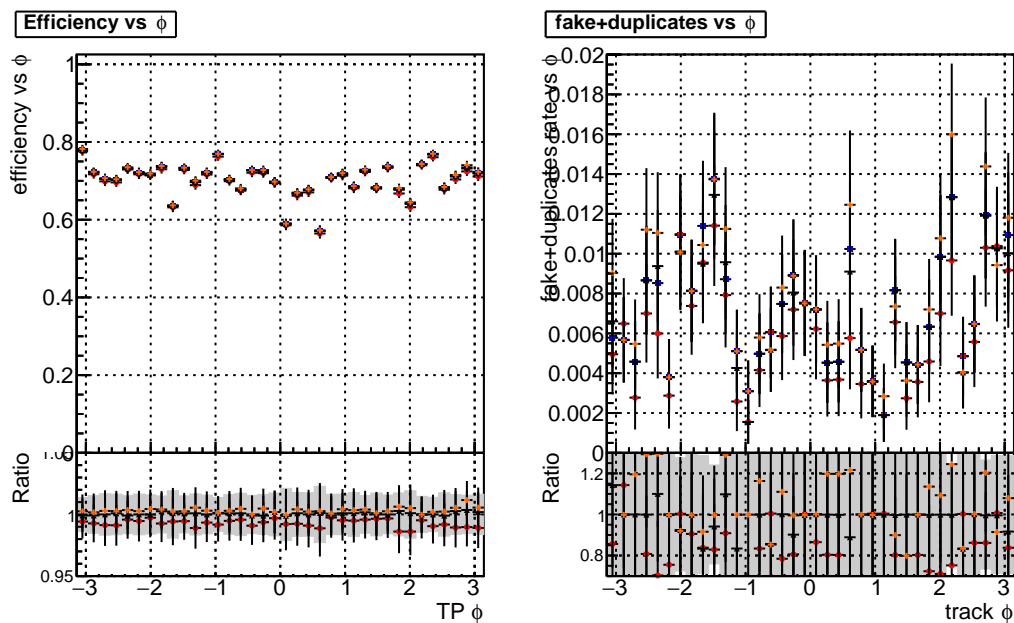 Efficiency vs ϕ
efficiency vs ϕ
1
0.8
0.6
0.4
0.2
0
Ratio
1
0.95
−3 −2 −1 0 1 2 3
TP ϕ
fake+duplicates vs ϕ
fake+duplicates rate vs ϕ
0.02
0.018
0.016
0.014
0.012
0.01
0.008
0.006
0.004
0.002
0
Ratio
1.2
1
0.8
−3 −2 −1 0 1 2 3
track ϕ